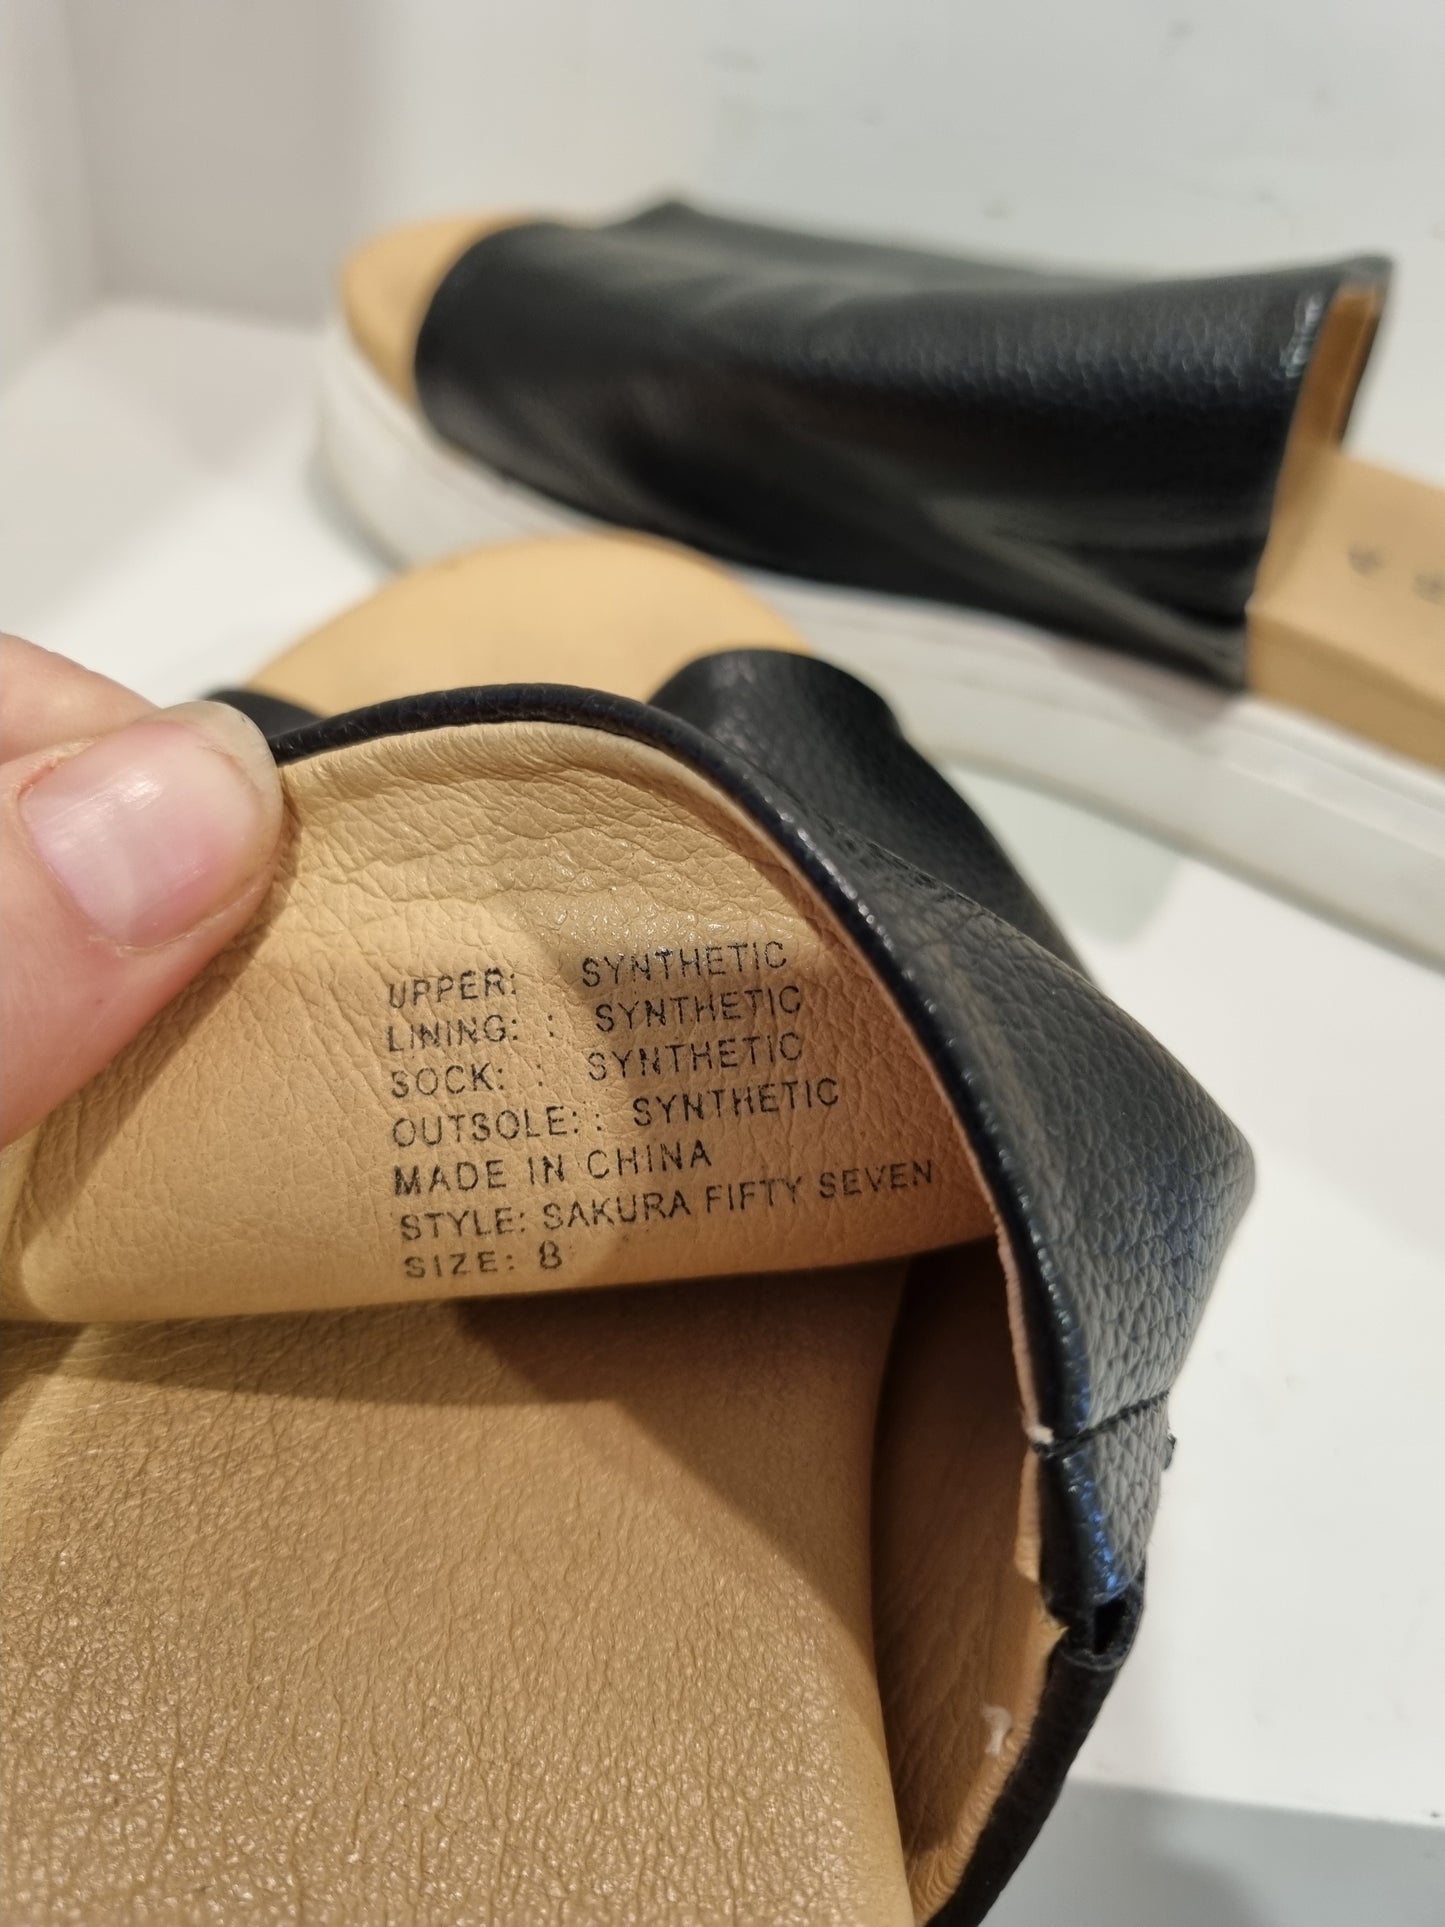 UPPER: SYNTHETIC
LINING: : SYNTHETIC
SOCK: : SYNTHETIC
OUTSOLE: : SYNTHETIC
MADE IN CHINA
STYLE: SAKURA FIFTY SEVEN
SIZE: 8